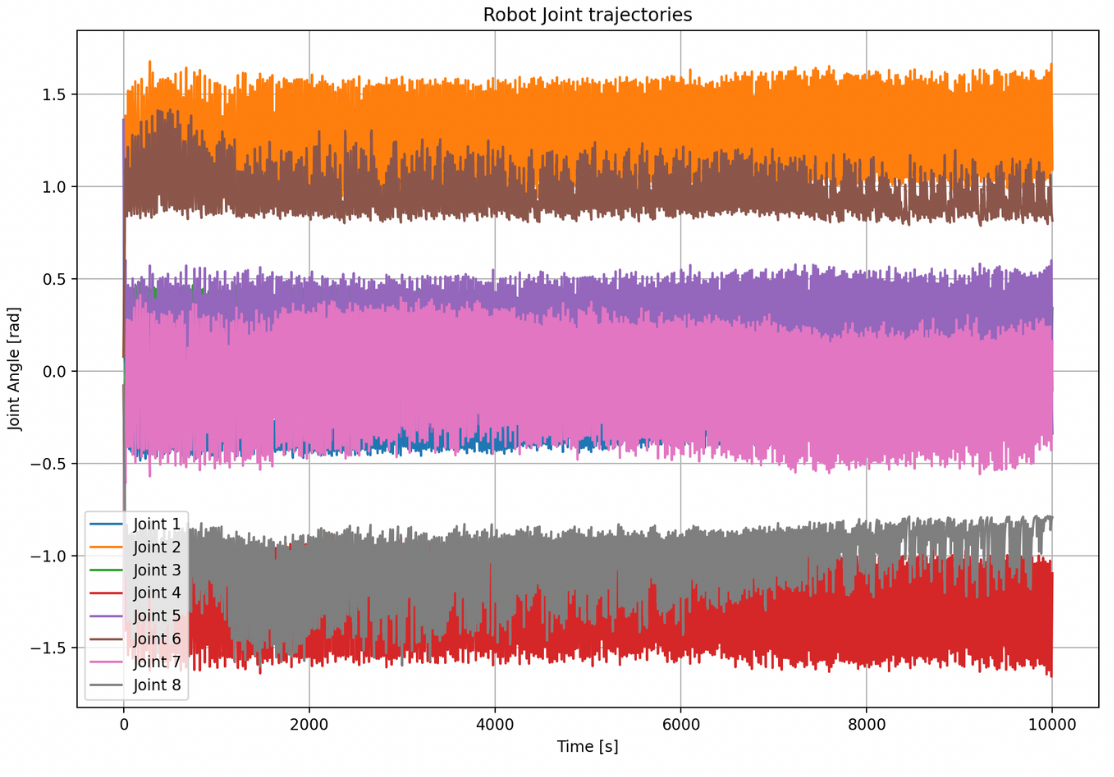 Robot Joint trajectories
Joint Angle [rad]
1.5
1.0
0.5
0.0
−0.5
−1.0
−1.5
Joint 1
Joint 2
Joint 3
Joint 4
Joint 5
Joint 6
Joint 7
Joint 8
0 2000 4000 6000 8000 10000
Time [s]